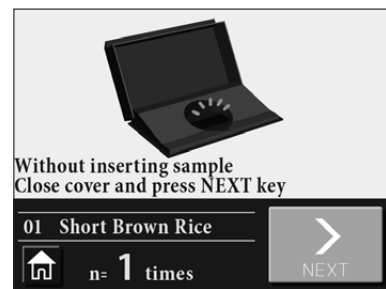 Without inserting sample
Close cover and press NEXT key
01 Short Brown Rice
n= 1 times
NEXT